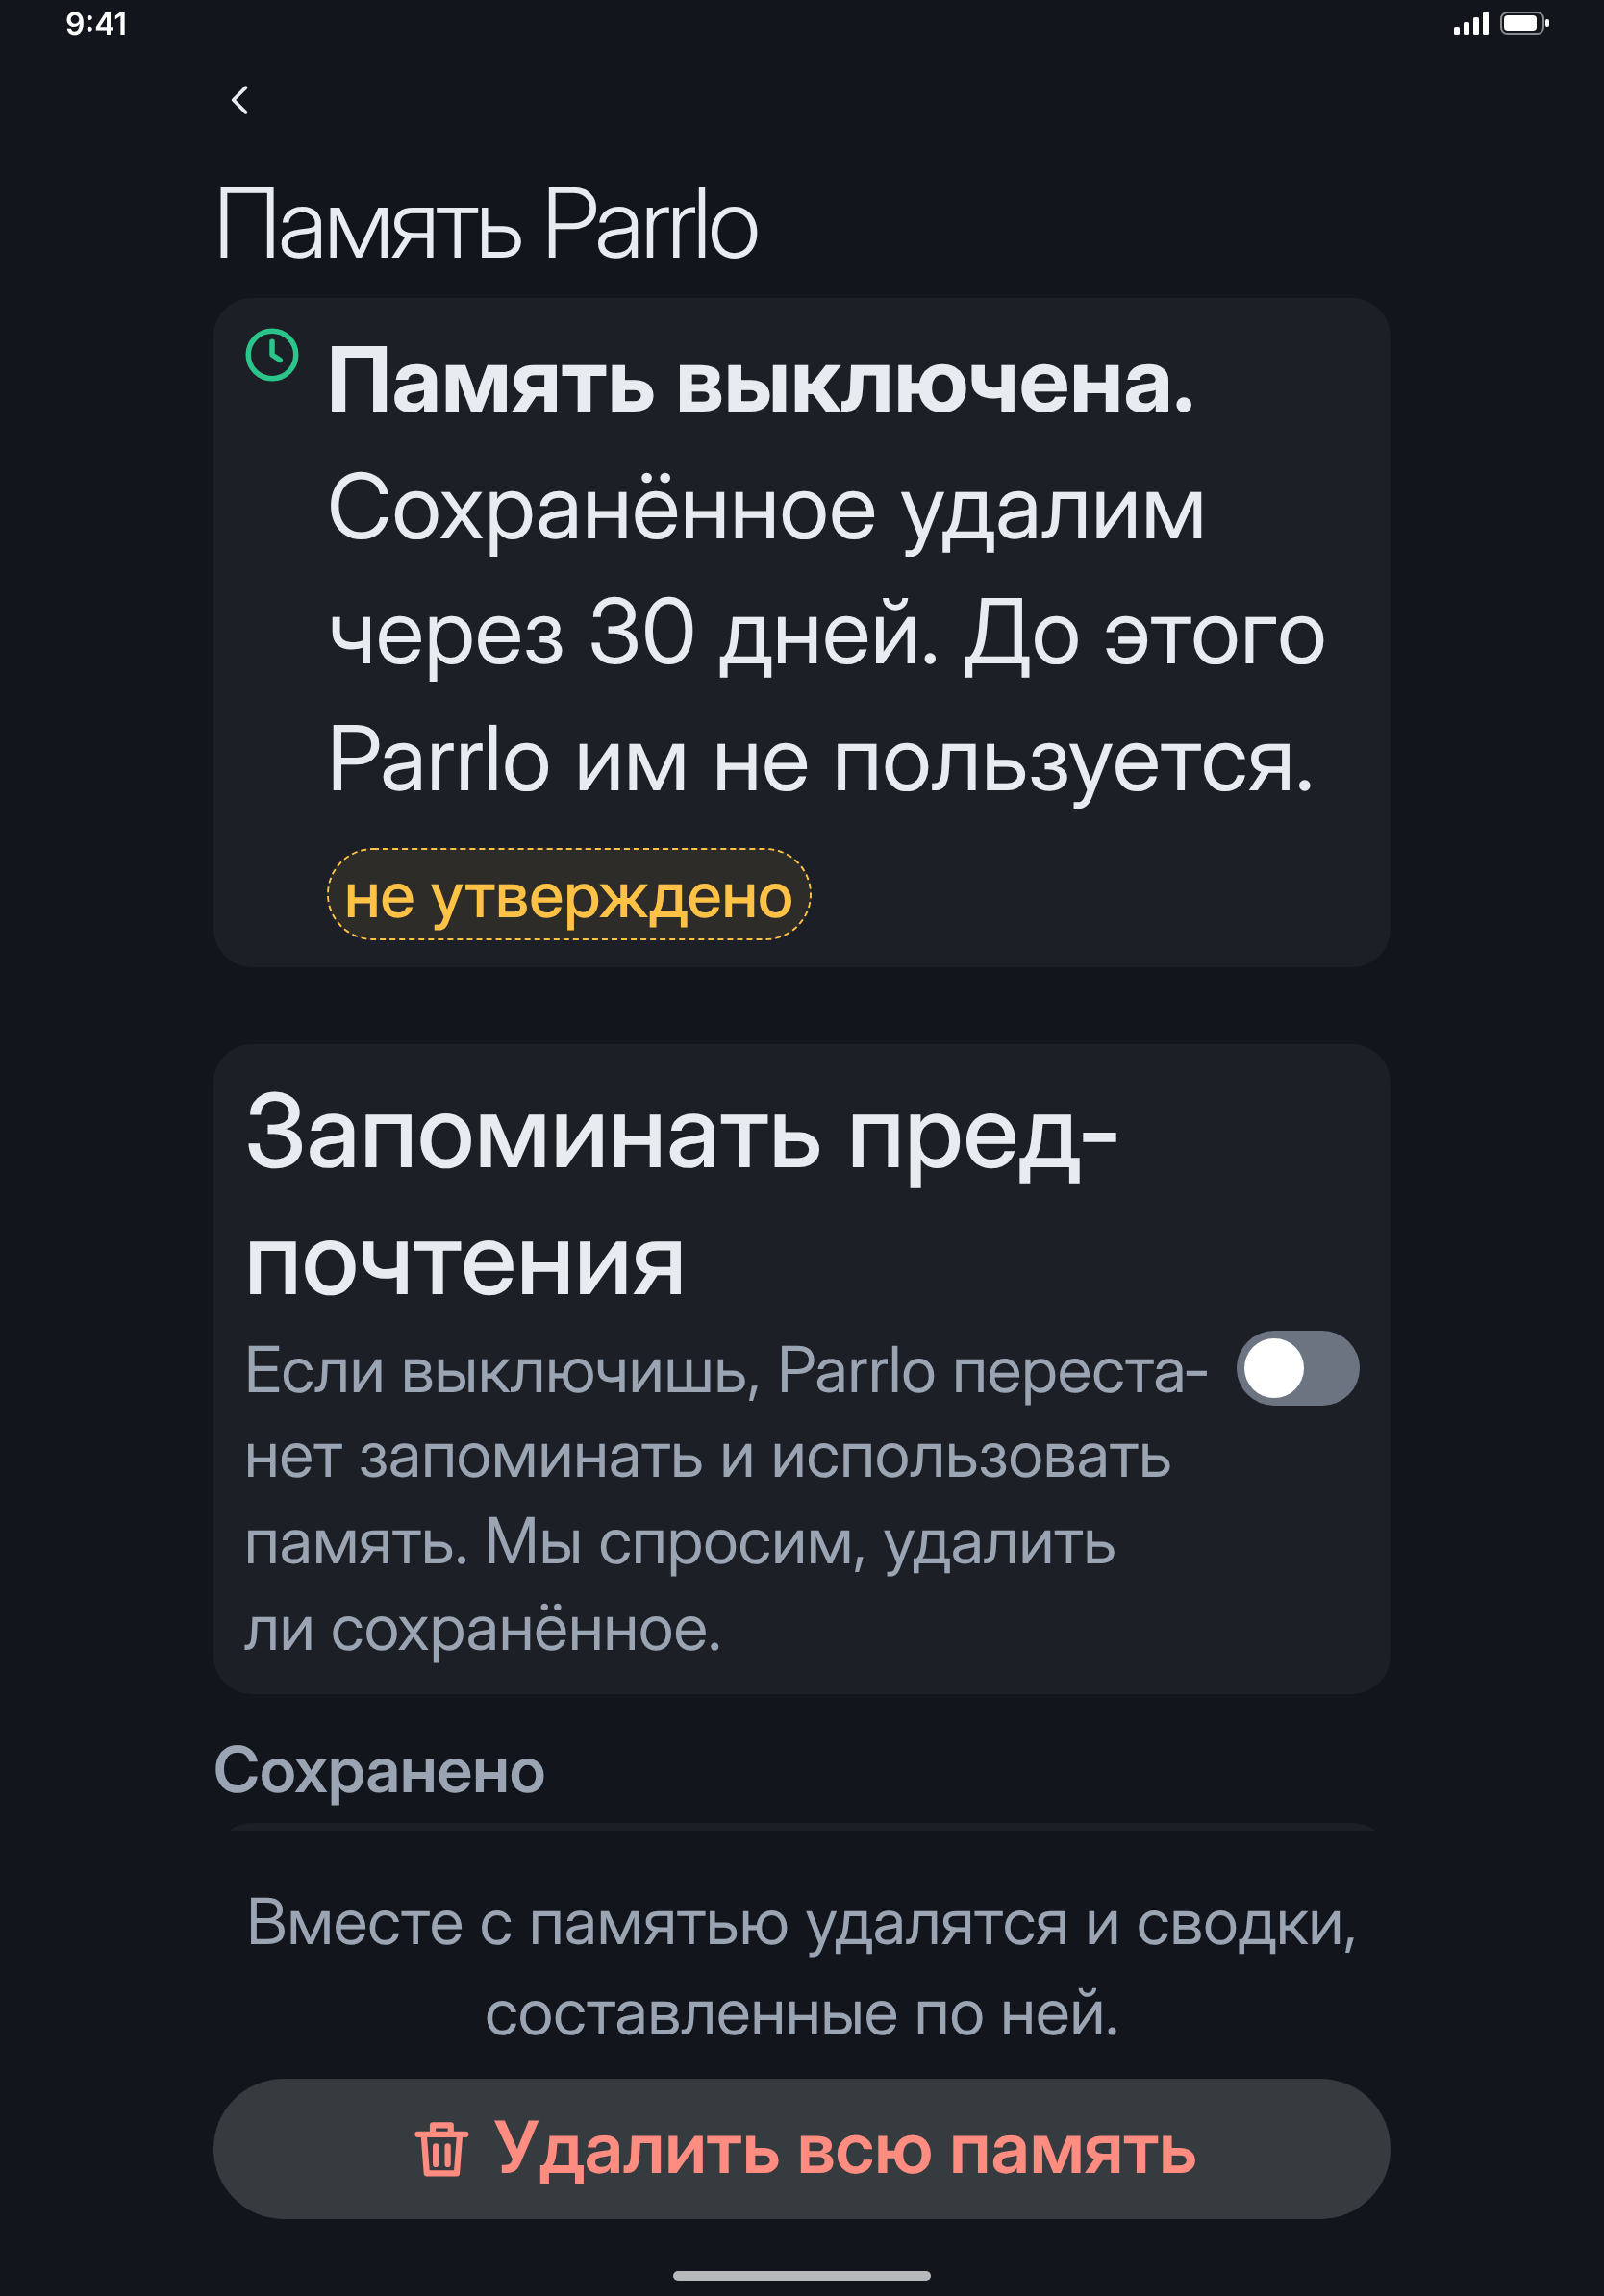 9:41
Память Parrlo
Память выключена.
Сохранённое удалим
через 30 дней. До этого
Parrlo им не пользуется.
не утверждено
Запоминать пред-
почтения
Если выключишь, Parrlo переста-
нет запоминать и использовать
память. Мы спросим, удалить
ли сохранённое.
Сохранено
Вместе с памятью удалятся и сводки,
составленные по ней.
Удалить всю память